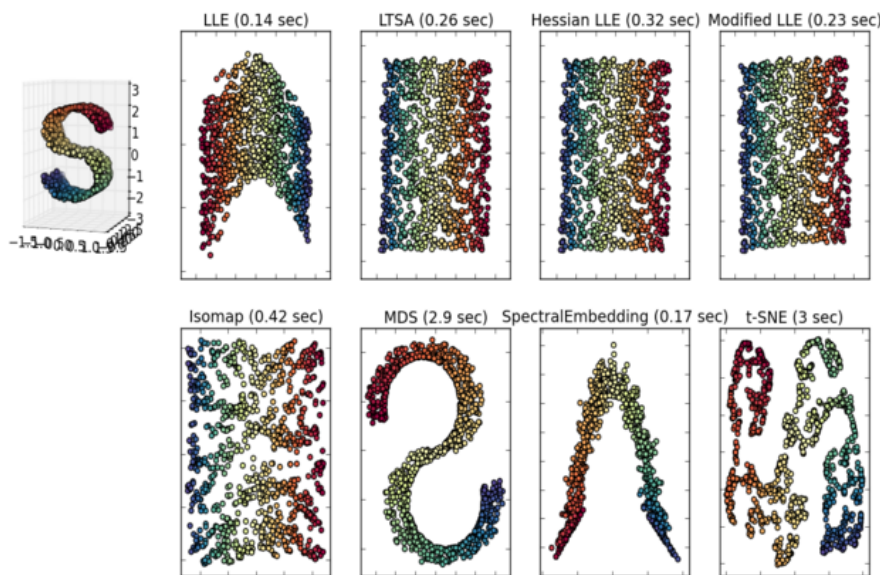 LLE (0.14 sec)
LTSA (0.26 sec)
Hessian LLE (0.32 sec)
Modified LLE (0.23 sec)
3
2
1
0
−1
−2
−3
Isomap (0.42 sec)
MDS (2.9 sec)
SpectralEmbedding (0.17 sec)
t-SNE (3 sec)